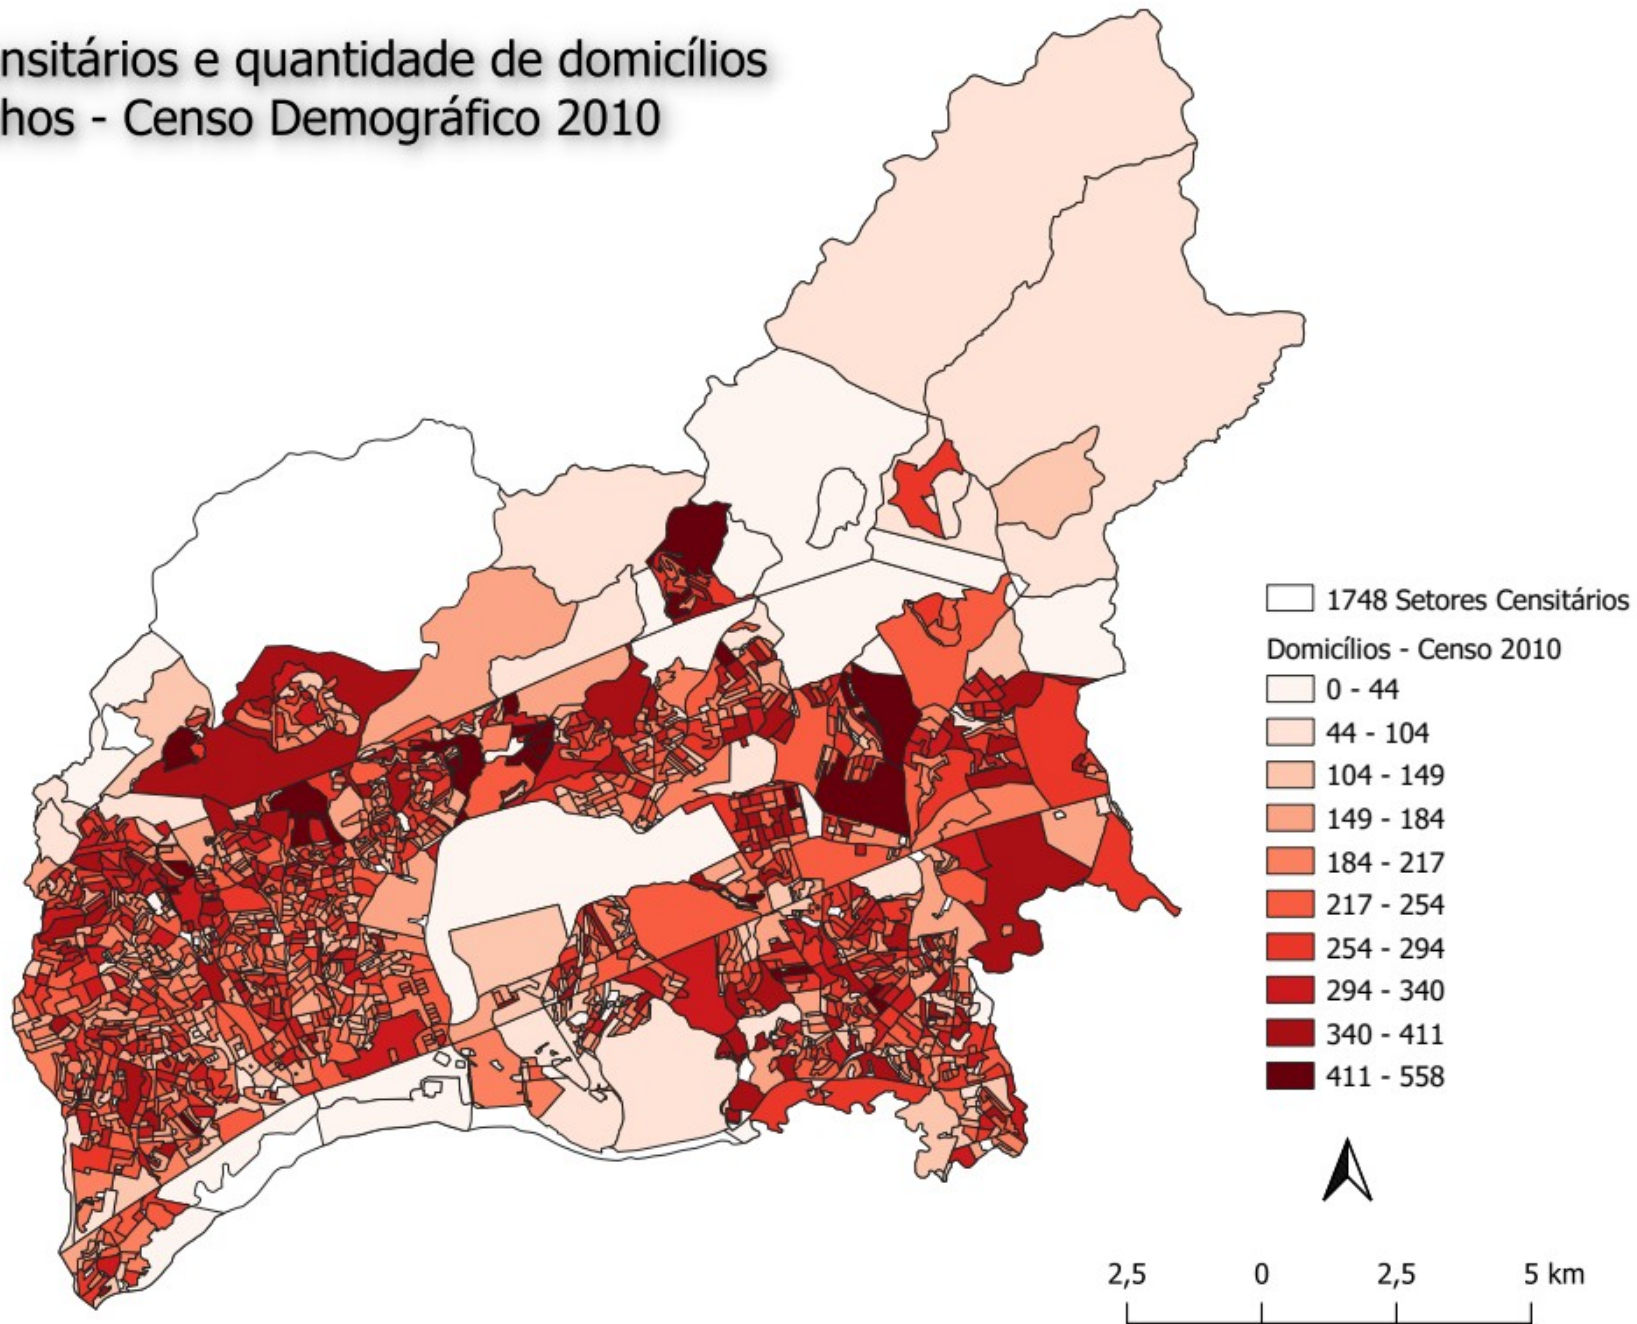 nsitários e quantidade de domicílios
hos - Censo Demográfico 2010
1748 Setores Censitários
Domicílios - Censo 2010
0 - 44
44 - 104
104 - 149
149 - 184
184 - 217
217 - 254
254 - 294
294 - 340
340 - 411
411 - 558
2,5 0 2,5 5 km